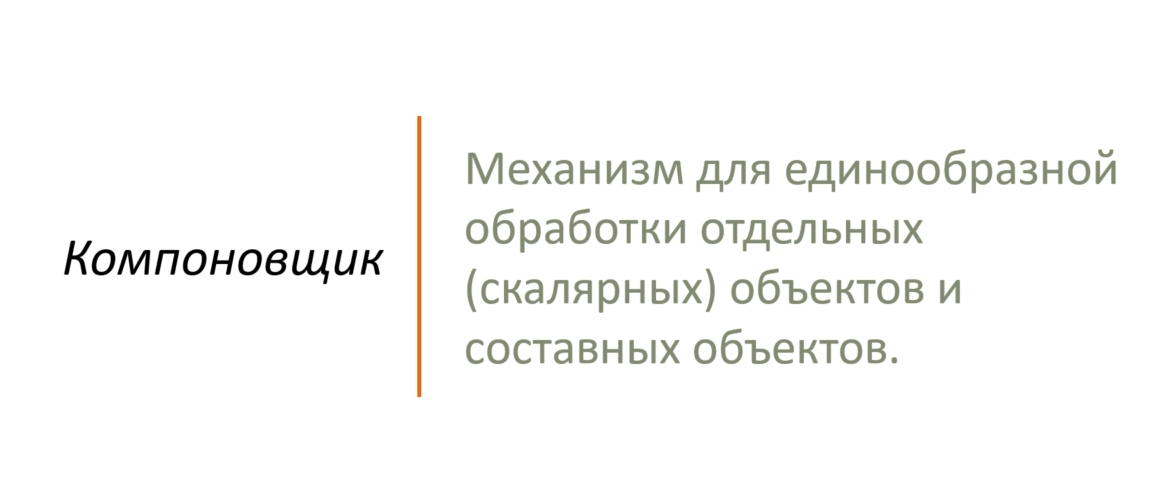 Компоновщик
Механизм для единообразной
обработки отдельных
(скалярных) объектов и
составных объектов.